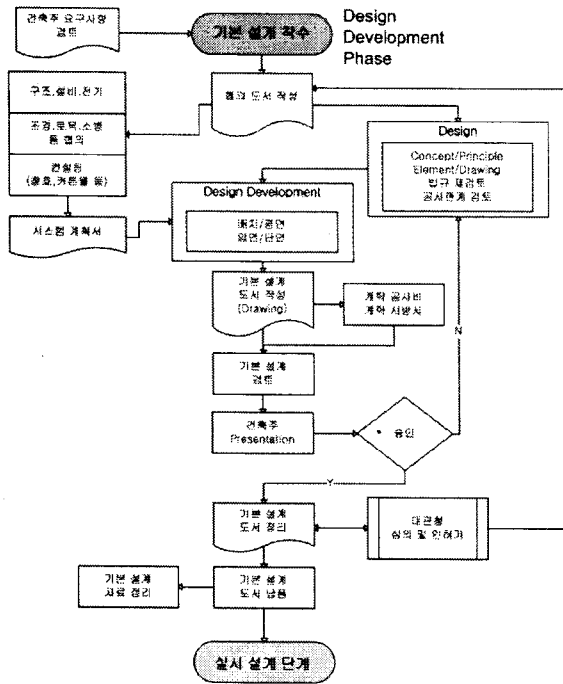 건축주 요구사항
검토
기본 설계 착수
Design
Development
Phase
협의 도서 작성
구조,설비,전기
조경,토목,소방
등 협의
컨설팅
(창호,커튼월 등)
시스템 계획서
Design
Concept/Principle
Element/Drawing
법규 재검토
공사한계 검토
Design Development
배치/평면
입면/단면
기본 설계
도서 작성
(Drawing)
개략 공사비
개략 시방서
N
기본 설계
검토
건축주
Presentation
승인
Y
기본 설계
도서 정리
대관청
심의 및 인허가
기본 설계
자료 정리
기본 설계
도서 납품
실시 설계 단계